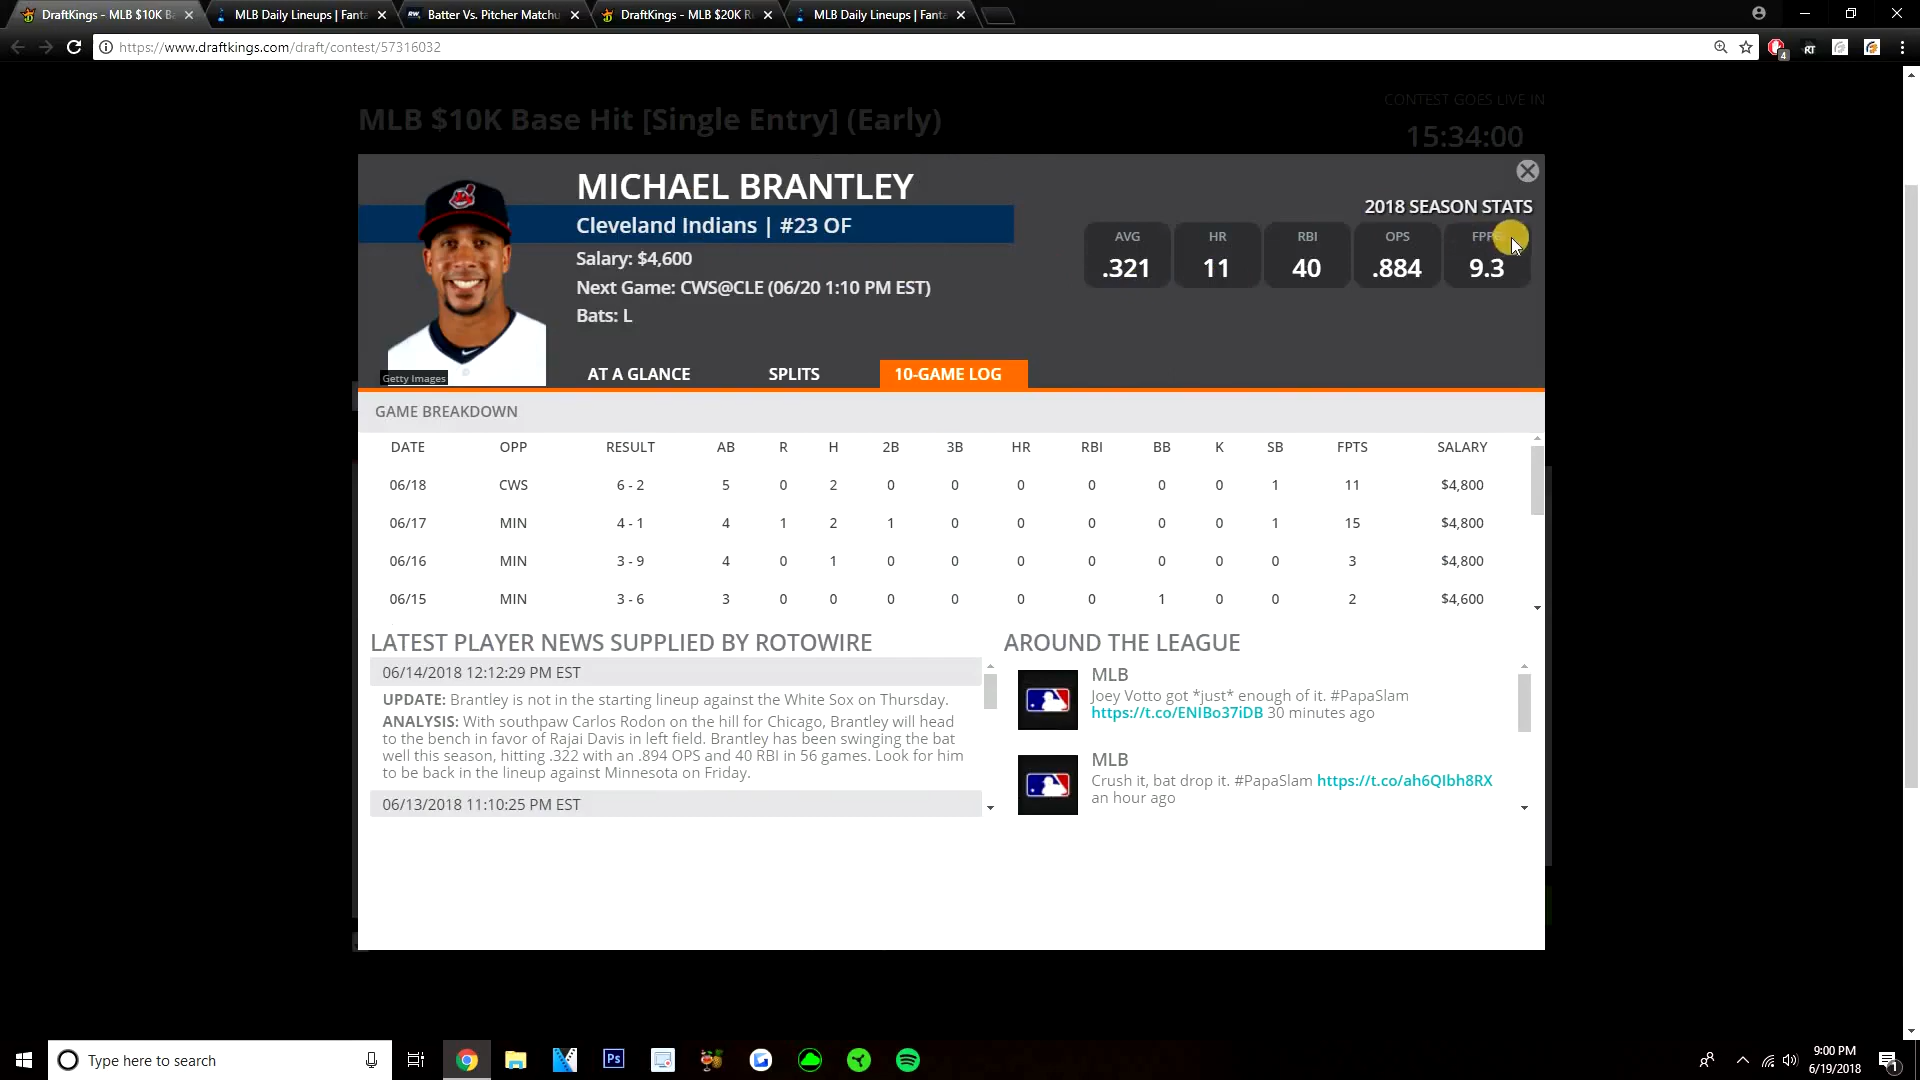 DraftKings - MLB $10K Ba
MLB Daily Lineups | Fanta
Batter Vs. Pitcher Matchu
DraftKings - MLB $20K R
MLB Daily Lineups | Fanta
https://www.draftkings.com/draft/contest/57316032
4
RT
MLB $10K Base Hit [Single Entry] (Early)
CONTEST GOES LIVE IN
15:34:00
MICHAEL BRANTLEY
Cleveland Indians | #23 OF
Salary: $4,600
Next Game: CWS@CLE (06/20 1:10 PM EST)
Bats: L
Getty Images
2018 SEASON STATS
AVG HR RBI OPS
.321 11 40 .884 9.3
AT A GLANCE SPLITS 10-GAME LOG
GAME BREAKDOWN
DATE OPP RESULT AB R H 2B 3B HR RBI BB K SB FPTS SALARY
06/18 CWS 6 - 2 5 0 2 0 0 0 0 0 0 1 11 $4,800
06/17 MIN 4 - 1 4 1 2 1 0 0 0 0 0 1 15 $4,800
06/16 MIN 3 - 9 4 0 1 0 0 0 0 0 0 0 3 $4,800
06/15 MIN 3 - 6 3 0 0 0 0 0 0 1 0 0 2 $4,600
LATEST PLAYER NEWS SUPPLIED BY ROTOWIRE
06/14/2018 12:12:29 PM EST
UPDATE: Brantley is not in the starting lineup against the White Sox on Thursday.
ANALYSIS: With southpaw Carlos Rodon on the hill for Chicago, Brantley will head
to the bench in favor of Rajai Davis in left field. Brantley has been swinging the bat
well this season, hitting .322 with an .894 OPS and 40 RBI in 56 games. Look for him
to be back in the lineup against Minnesota on Friday.
06/13/2018 11:10:25 PM EST
AROUND THE LEAGUE
MLB
Joey Votto got *just* enough of it. #PapaSlam
https://t.co/ENIBo37iDB 30 minutes ago
MLB
Crush it, bat drop it. #PapaSlam https://t.co/ah6QIbh8RX
an hour ago
Type here to search
Ps
9:00 PM
6/19/2018
1